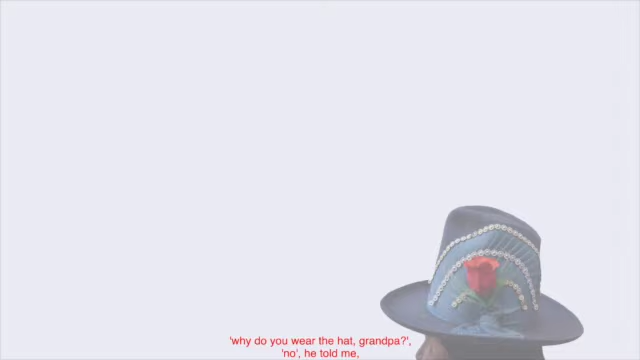 'why do you wear the hat, grandpa?',
'no', he told me,